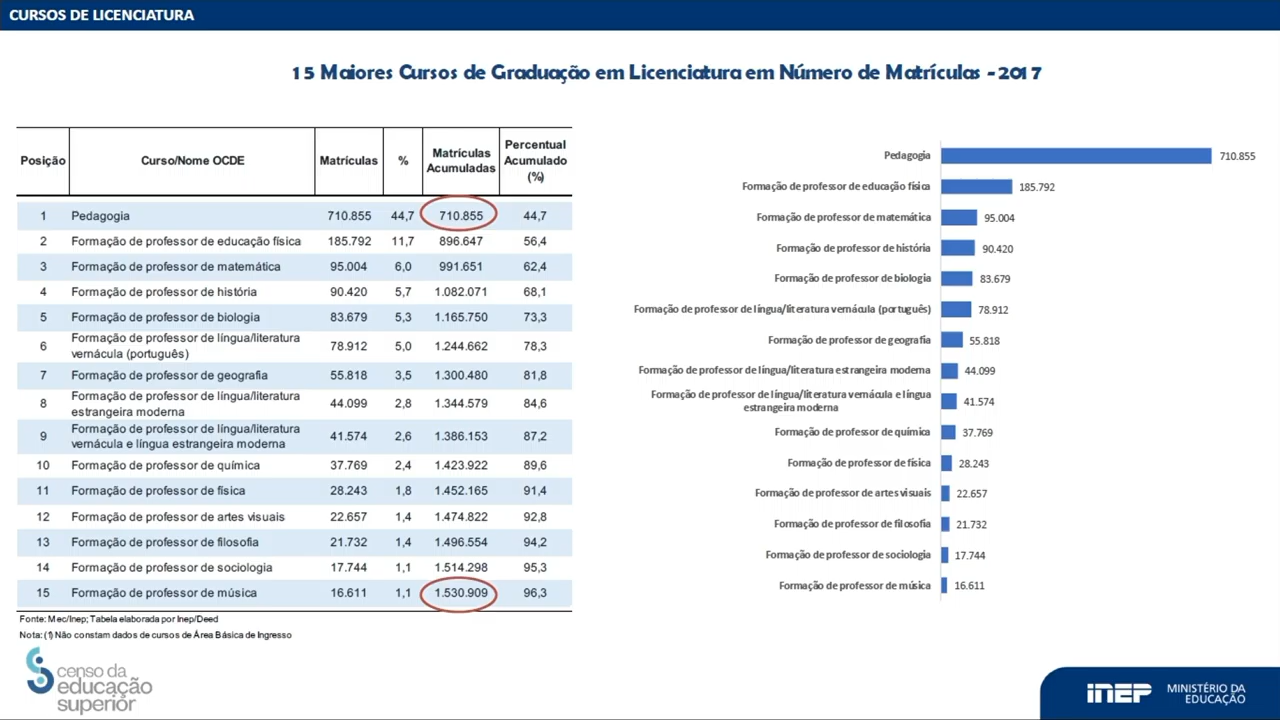 CURSOS DE LICENCIATURA
15 Maiores Cursos de Graduação em Licenciatura em Número de Matrículas - 2017
Posição Curso/Nome OCDE Matrículas % Matrículas Acumuladas Percentual Acumulado (%)
1 Pedagogia 710.855 44,7 710.855 44,7
2 Formação de professor de educação física 185.792 11,7 896.647 56,4
3 Formação de professor de matemática 95.004 6,0 991.651 62,4
4 Formação de professor de história 90.420 5,7 1.082.071 68,1
5 Formação de professor de biologia 83.679 5,3 1.165.750 73,3
6 Formação de professor de língua/literatura vernácula (português) 78.912 5,0 1.244.662 78,3
7 Formação de professor de geografia 55.818 3,5 1.300.480 81,8
8 Formação de professor de língua/literatura estrangeira moderna 44.099 2,8 1.344.579 84,6
9 Formação de professor de língua/literatura vernácula e língua estrangeira moderna 41.574 2,6 1.386.153 87,2
10 Formação de professor de química 37.769 2,4 1.423.922 89,6
11 Formação de professor de física 28.243 1,8 1.452.165 91,4
12 Formação de professor de artes visuais 22.657 1,4 1.474.822 92,8
13 Formação de professor de filosofia 21.732 1,4 1.496.554 94,2
14 Formação de professor de sociologia 17.744 1,1 1.514.298 95,3
15 Formação de professor de música 16.611 1,1 1.530.909 96,3
Fonte: Mec/Inep; Tabela elaborada por Inep/Deed
Nota: (1) Não constam dados de cursos de Área Básica de Ingresso
Pedagogia 710.855
Formação de professor de educação física 185.792
Formação de professor de matemática 95.004
Formação de professor de história 90.420
Formação de professor de biologia 83.679
Formação de professor de língua/literatura vernácula (português) 78.912
Formação de professor de geografia 55.818
Formação de professor de língua/literatura estrangeira moderna 44.099
Formação de professor de língua/literatura vernácula e língua
estrangeira moderna 41.574
Formação de professor de química 37.769
Formação de professor de física 28.243
Formação de professor de artes visuais 22.657
Formação de professor de filosofia 21.732
Formação de professor de sociologia 17.744
Formação de professor de música 16.611
censo da
educação
superior
INEP
MINISTÉRIO DA
EDUCAÇÃO